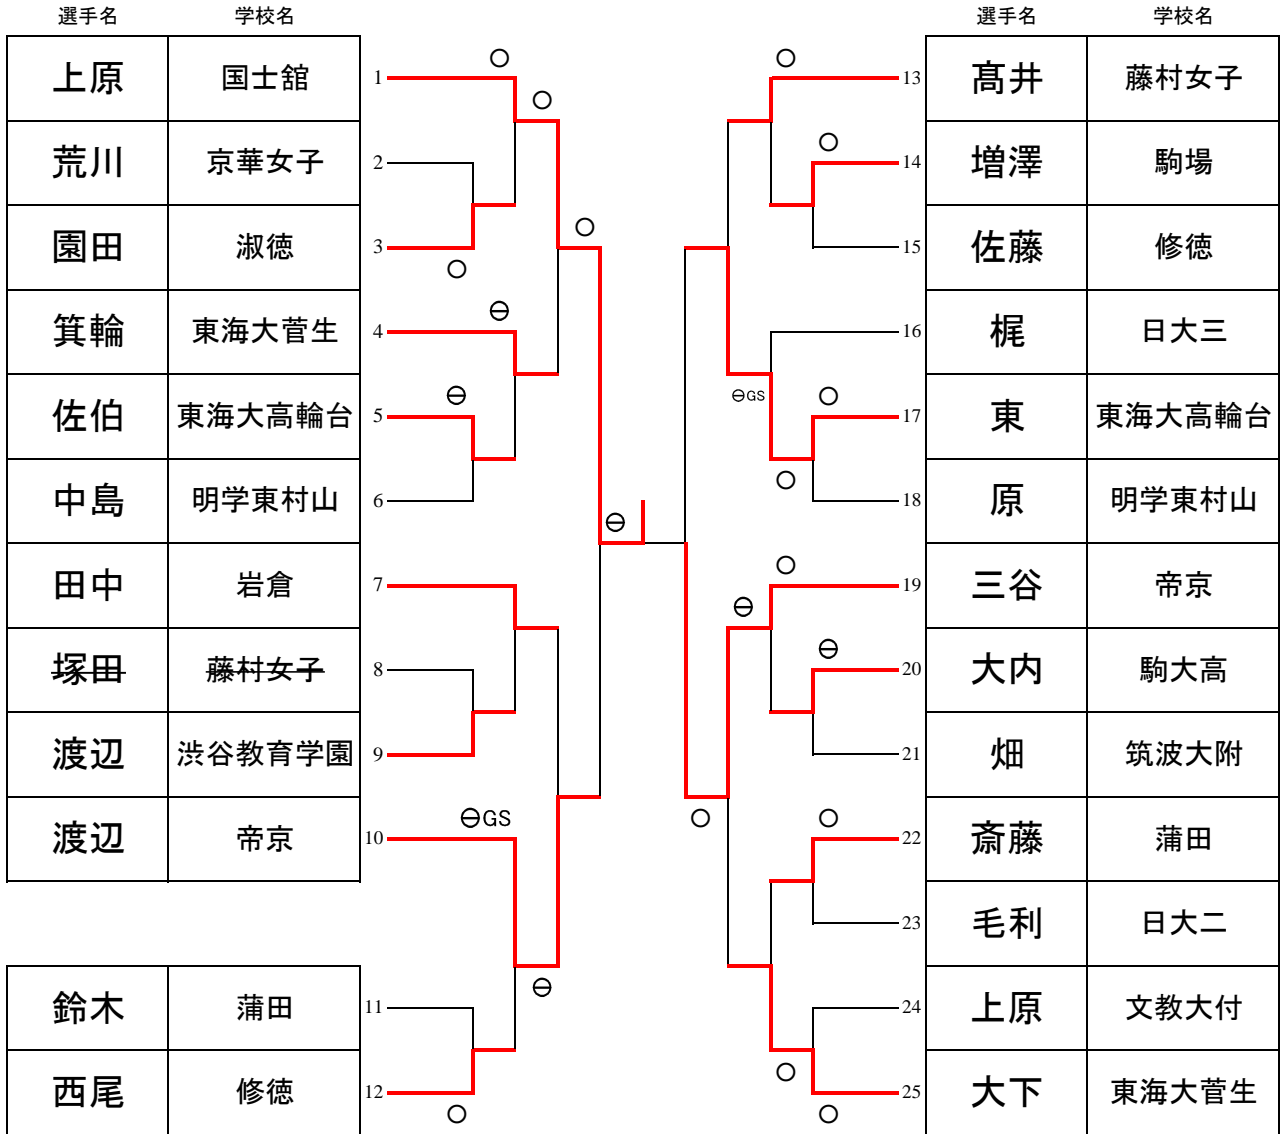 選手名 学校名 選手名 学校名
上原 国士舘 1 ○ ○ 13 髙井 藤村女子
○
荒川 京華女子 2 ○ 14 増澤 駒場
園田 淑徳 3 ○ ○ 15 佐藤 修徳
箕輪 東海大菅生 4 ⊖ 16 梶 日大三
佐伯 東海大高輪台 5 ⊖ ⊖GS ○ 17 東 東海大高輪台
中島 明学東村山 6 ⊖ ○ 18 原 明学東村山
田中 岩倉 7 ⊖ ○ 19 三谷 帝京
塚田 藤村女子 8 ⊖ 20 大内 駒大高
渡辺 渋谷教育学園 9 21 畑 筑波大附
渡辺 帝京 10 ⊖GS ○ ○ 22 斎藤 蒲田
23 毛利 日大二
鈴木 蒲田 11 ⊖ 24 上原 文教大付
西尾 修徳 12 ○ ○ ○ 25 大下 東海大菅生